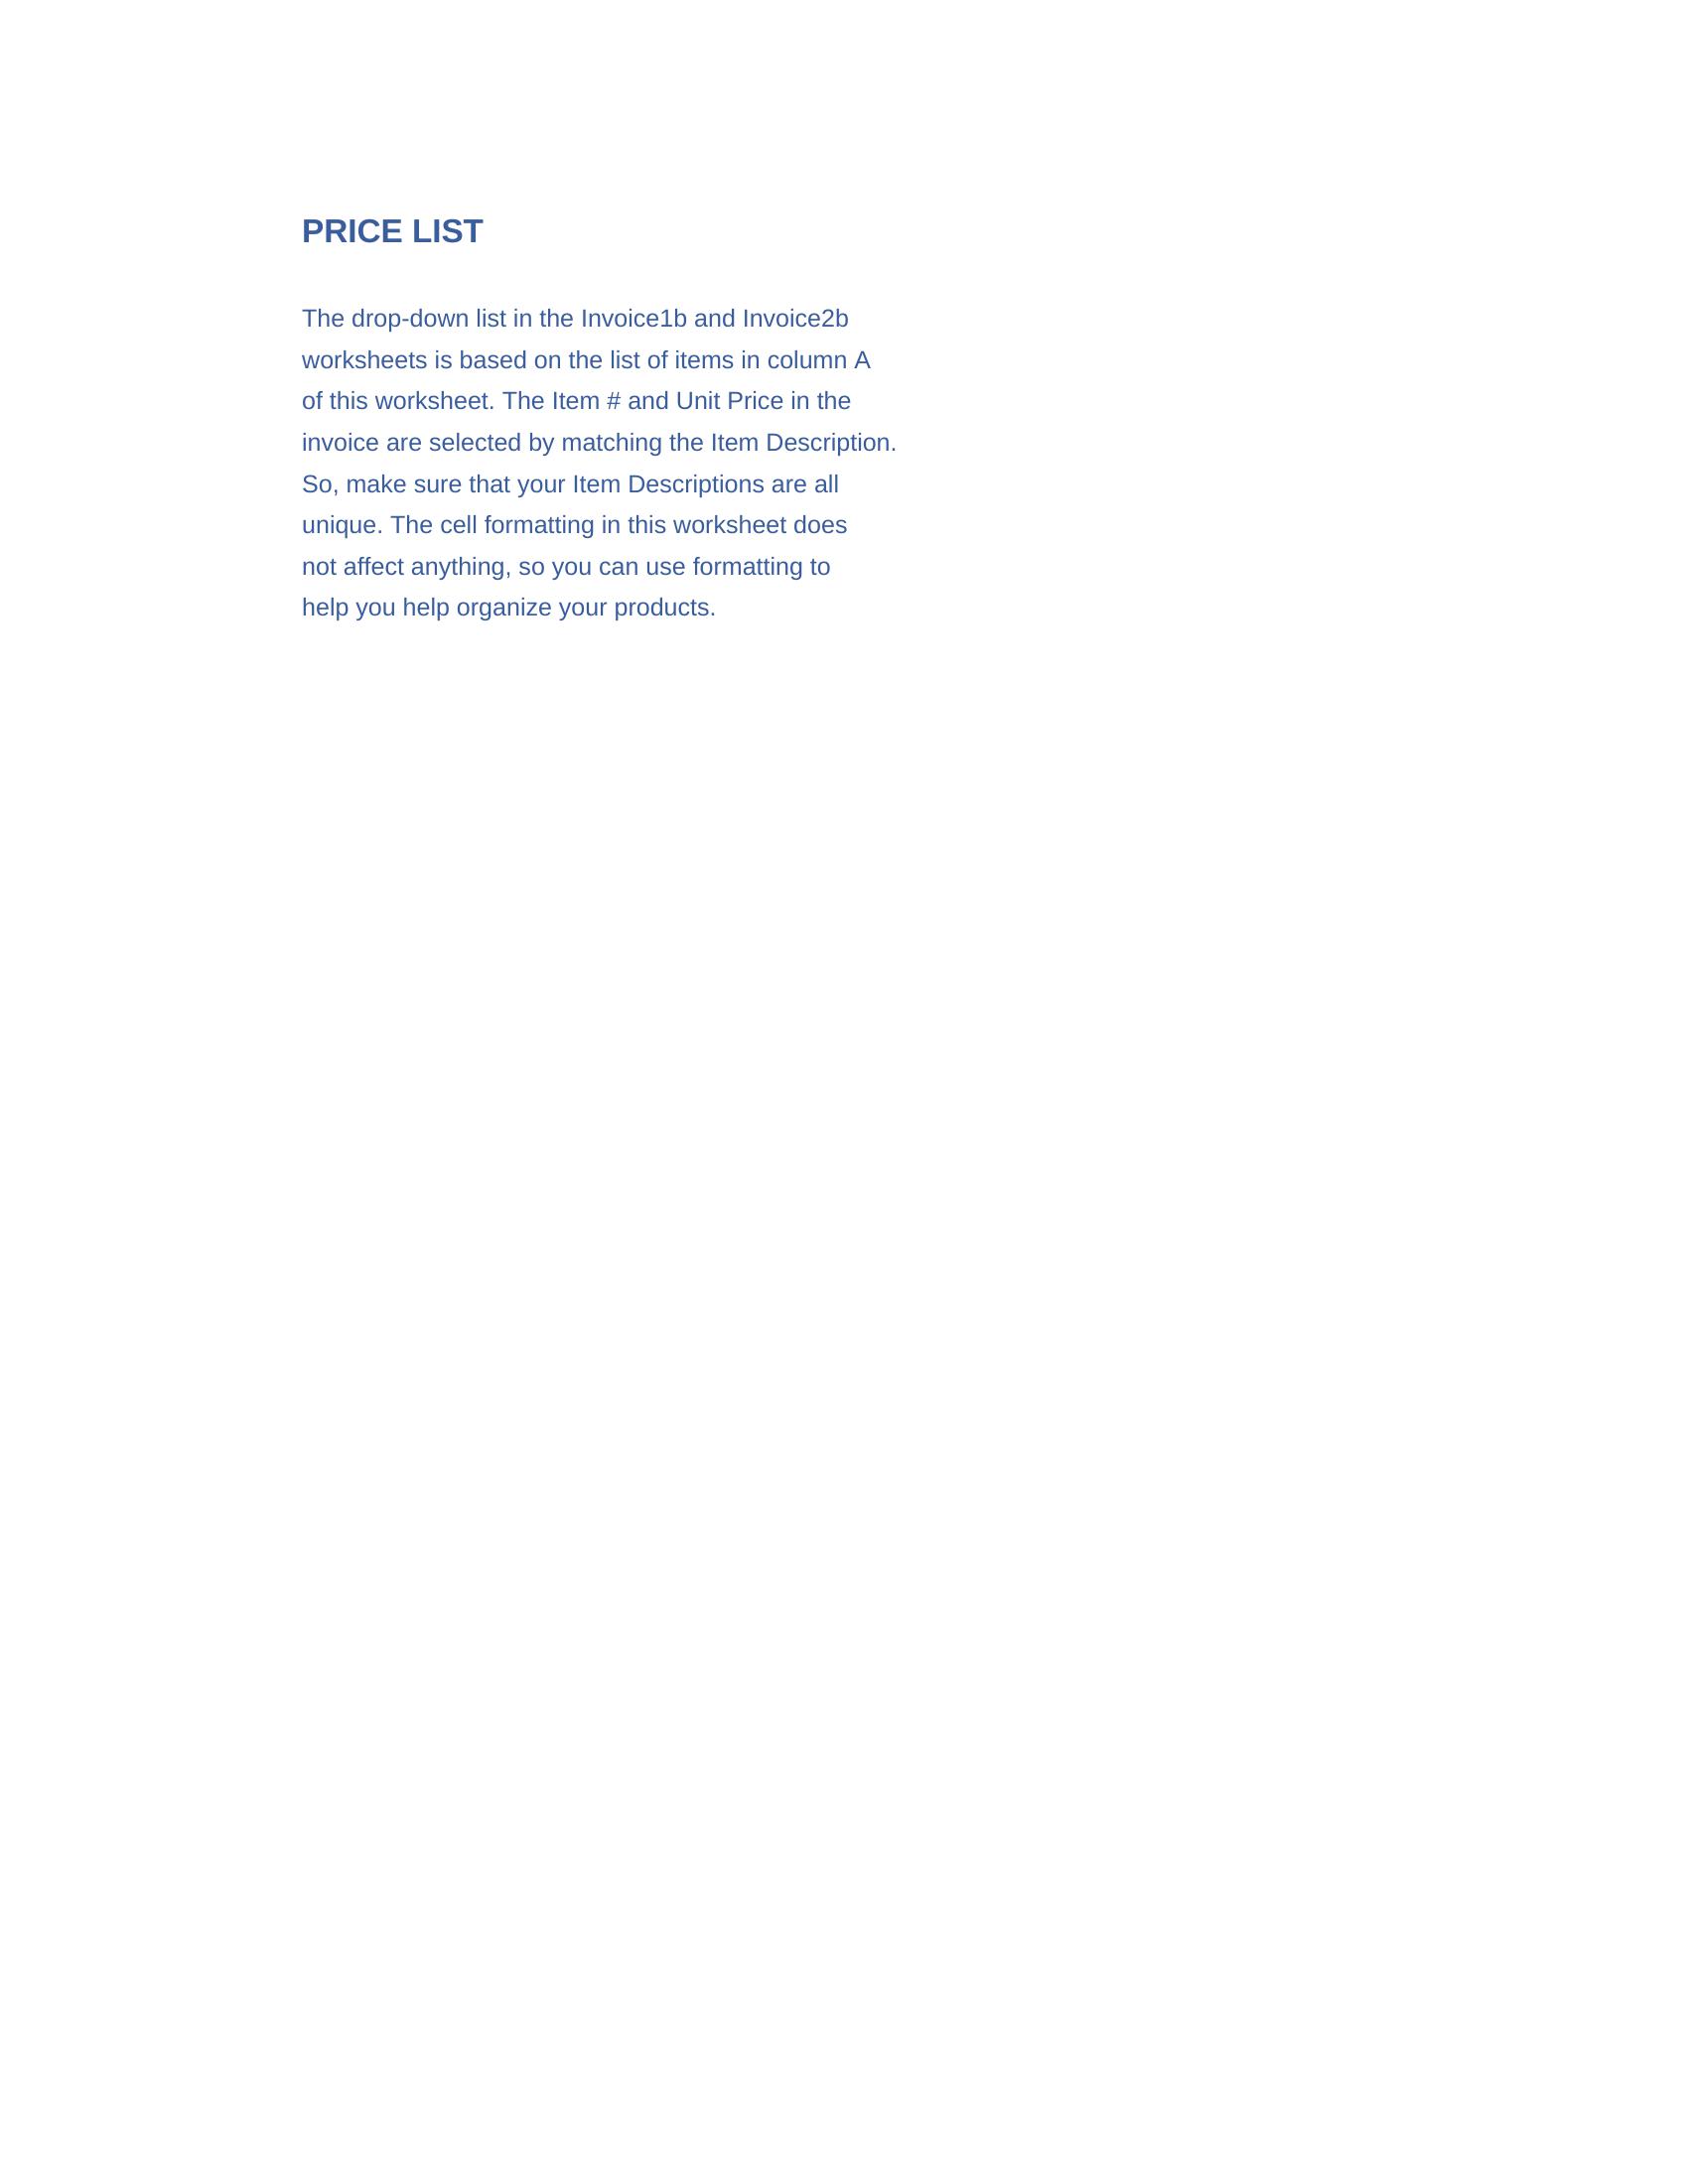 PRICE LIST
The drop-down list in the Invoice1b and Invoice2b
worksheets is based on the list of items in column A
of this worksheet. The Item # and Unit Price in the
invoice are selected by matching the Item Description.
So, make sure that your Item Descriptions are all
unique. The cell formatting in this worksheet does
not affect anything, so you can use formatting to
help you help organize your products.